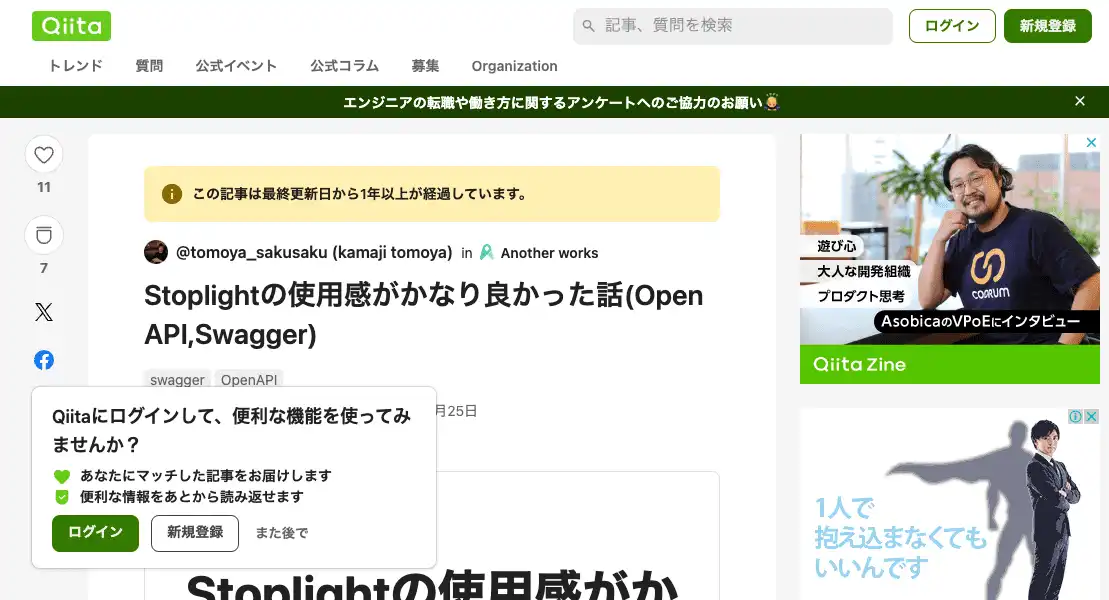 Qiita
記事、質問を検索
ログイン
新規登録
トレンド
質問
公式イベント
公式コラム
募集
Organization
エンジニアの転職や働き方に関するアンケートへのご協力のお願い
11
7
この記事は最終更新日から1年以上が経過しています。
@tomoya_sakusaku (kamaji tomoya) in Another works
Stoplightの使用感がかなり良かった話(Open
API,Swagger)
swagger
OpenAPI
月25日
Qiitaにログインして、便利な機能を使ってみ
ませんか？
あなたにマッチした記事をお届けします
便利な情報をあとから読み返せます
ログイン
新規登録
また後で
Stoplightの使用感がか
遊び心
大人な開発組織
プロダクト思考
COORUM
AsobicaのVPoEにインタビュー
Qiita Zine
1人で
抱え込まなくても
いいんです